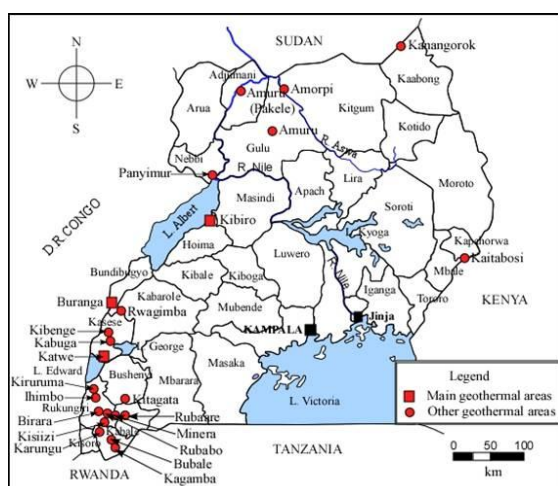 SUDAN
Kanangorok
N
W E
S
Adjumani
Kaabong
Amuru
(Pakele)
Amorpi
Arua
Kitgum
Amuru
Kotido
R. Aswa
Gulu
Nebbi
Panyimur
R. Nile
Apach
Lira
Moroto
Masindi
L. Albert
Kibiro
Soroti
D.R. CONGO
Hoima
L. Kyoga
Kapchorwa
Kaitabosi
Mbale
Bundibugyo
Luwero
R. Nile
Kibale
Kiboga
Iganga
Buranga
Kabarole
Rwagimba
Tororo
KENYA
Kibenge
Kasese
Mubende
KAMPALA
Jinja
Kabuga
Katwe
George
L. Edward
Masaka
Kiruruma
Mbarara
Ihimbo
Kitagata
L. Victoria
Rukungiri
Birara
Rubaare
Kisiizi
Minera
Karungu
Kisoro
Rubabo
TANZANIA
Bubale
RWANDA
Kagamba
Legend
Main geothermal areas
Other geothermal areas
0 50 100
km